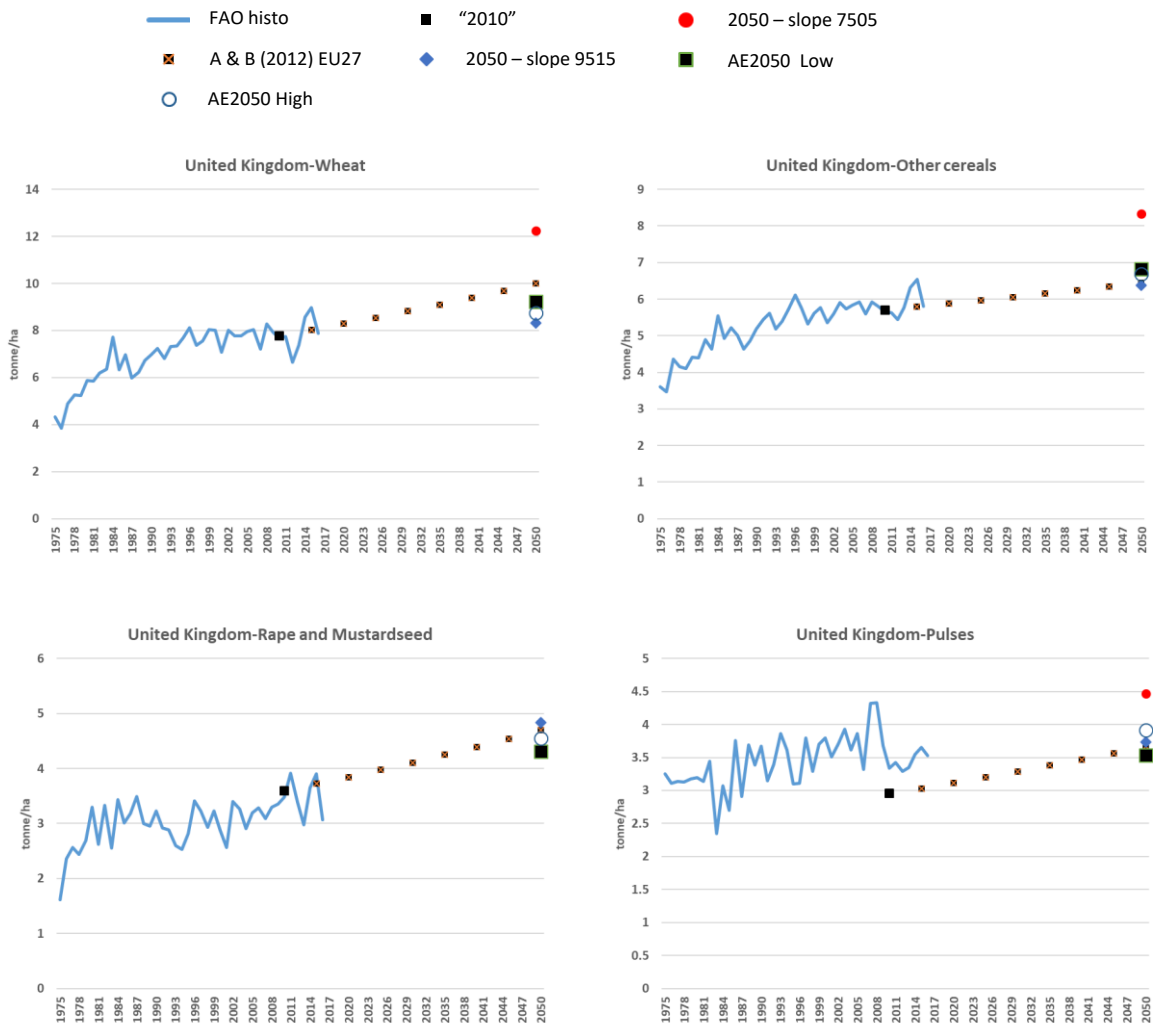 FAO histo
"2010"
2050 – slope 7505
A & B (2012) EU27
2050 – slope 9515
AE2050 Low
AE2050 High
United Kingdom-Wheat
14
12
10
8
6
4
2
0
tonne/ha
1975 1978 1981 1984 1987 1990 1993 1996 1999 2002 2005 2008 2011 2014 2017 2020 2023 2026 2029 2032 2035 2038 2041 2044 2047 2050
United Kingdom-Other cereals
9
8
7
6
5
4
3
2
1
0
tonne/ha
1975 1978 1981 1984 1987 1990 1993 1996 1999 2002 2005 2008 2011 2014 2017 2020 2023 2026 2029 2032 2035 2038 2041 2044 2047 2050
United Kingdom-Rape and Mustardseed
6
5
4
3
2
1
0
tonne/ha
1975 1978 1981 1984 1987 1990 1993 1996 1999 2002 2005 2008 2011 2014 2017 2020 2023 2026 2029 2032 2035 2038 2041 2044 2047 2050
United Kingdom-Pulses
5
4.5
4
3.5
3
2.5
2
1.5
1
0.5
0
tonne/ha
1975 1978 1981 1984 1987 1990 1993 1996 1999 2002 2005 2008 2011 2014 2017 2020 2023 2026 2029 2032 2035 2038 2041 2044 2047 2050